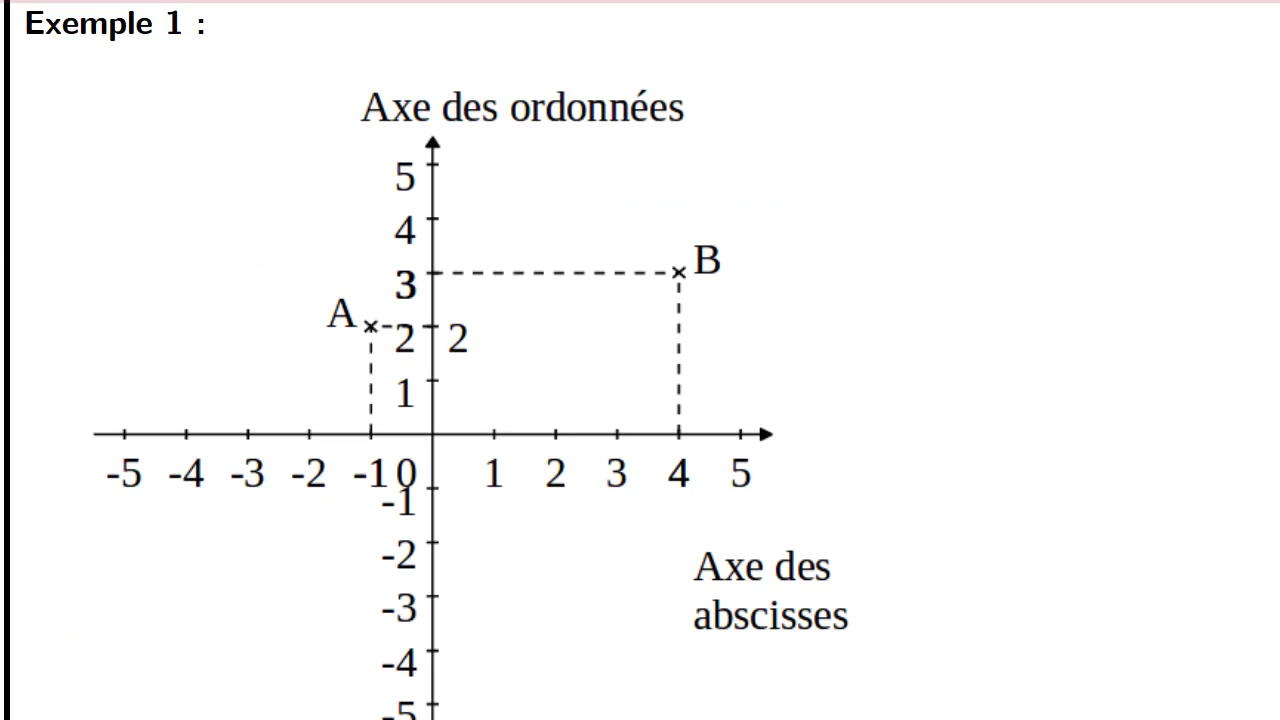 Exemple 1 :
Axe des ordonnées
5
4
B
3
A
2 2
1
-5 -4 -3 -2 -1 0 1 2 3 4 5
-1
-2
Axe des
abscisses
-3
-4
-5